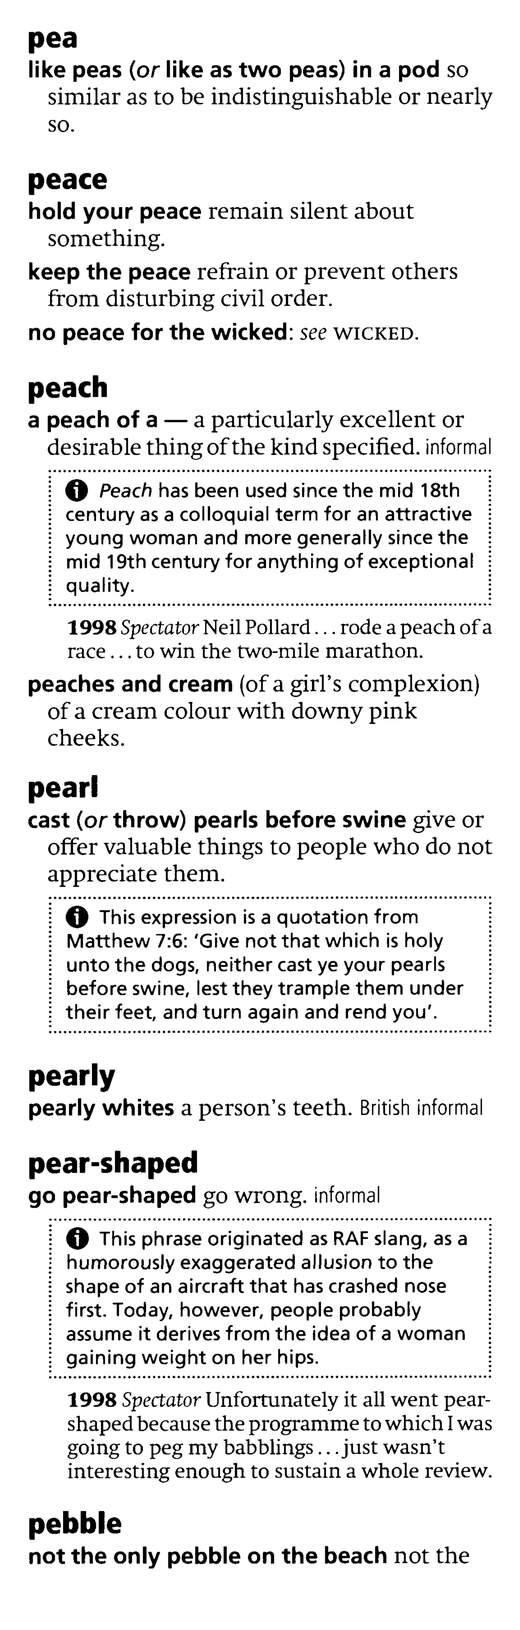 pea
like peas (or like as two peas) in a pod so
similar as to be indistinguishable or nearly
so.
peace
hold your peace remain silent about
something.
keep the peace refrain or prevent others
from disturbing civil order.
no peace for the wicked: see WICKED.
peach
a peach of a — a particularly excellent or
desirable thing of the kind specified. informal
Peach has been used since the mid 18th
century as a colloquial term for an attractive
young woman and more generally since the
mid 19th century for anything of exceptional
quality.
1998 Spectator Neil Pollard... rode a peach of a
race... to win the two-mile marathon.
peaches and cream (of a girl's complexion)
of a cream colour with downy pink
cheeks.
pearl
cast (or throw) pearls before swine give or
offer valuable things to people who do not
appreciate them.
This expression is a quotation from
Matthew 7:6: 'Give not that which is holy
unto the dogs, neither cast ye your pearls
before swine, lest they trample them under
their feet, and turn again and rend you'.
pearly
pearly whites a person's teeth. British informal
pear-shaped
go pear-shaped go wrong. informal
This phrase originated as RAF slang, as a
humorously exaggerated allusion to the
shape of an aircraft that has crashed nose
first. Today, however, people probably
assume it derives from the idea of a woman
gaining weight on her hips.
1998 Spectator Unfortunately it all went pear-
shaped because the programme to which I was
going to peg my babblings... just wasn't
interesting enough to sustain a whole review.
pebble
not the only pebble on the beach not the